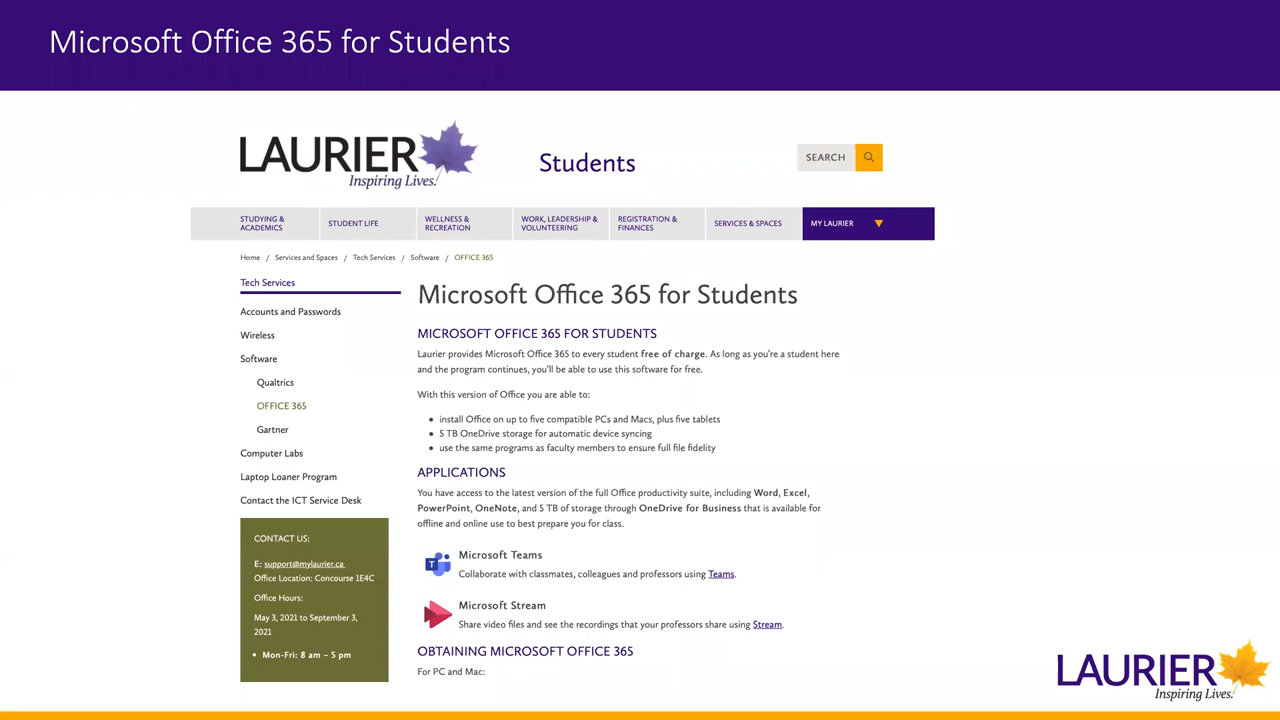 Microsoft Office 365 for Students
LAURIER
Inspiring Lives.
Students
SEARCH
STUDYING &
ACADEMICS
STUDENT LIFE
WELLNESS &
RECREATION
WORK, LEADERSHIP &
VOLUNTEERING
REGISTRATION &
FINANCES
SERVICES & SPACES
MY LAURIER
Home / Services and Spaces / Tech Services / Software / OFFICE 365
Tech Services
Accounts and Passwords
Wireless
Software
Qualtrics
OFFICE 365
Gartner
Computer Labs
Laptop Loaner Program
Contact the ICT Service Desk
CONTACT US:
E: support@mylaurier.ca
Office Location: Concourse 1E4C
Office Hours:
May 3, 2021 to September 3,
2021
• Mon-Fri: 8 am – 5 pm
Microsoft Office 365 for Students
MICROSOFT OFFICE 365 FOR STUDENTS
Laurier provides Microsoft Office 365 to every student free of charge. As long as you're a student here
and the program continues, you'll be able to use this software for free.
With this version of Office you are able to:
• install Office on up to five compatible PCs and Macs, plus five tablets
• 5 TB OneDrive storage for automatic device syncing
• use the same programs as faculty members to ensure full file fidelity
APPLICATIONS
You have access to the latest version of the full Office productivity suite, including Word, Excel,
PowerPoint, OneNote, and 5 TB of storage through OneDrive for Business that is available for
offline and online use to best prepare you for class.
T
Microsoft Teams
Collaborate with classmates, colleagues and professors using Teams.
Microsoft Stream
Share video files and see the recordings that your professors share using Stream.
OBTAINING MICROSOFT OFFICE 365
For PC and Mac:
LAURIER
Inspiring Lives.